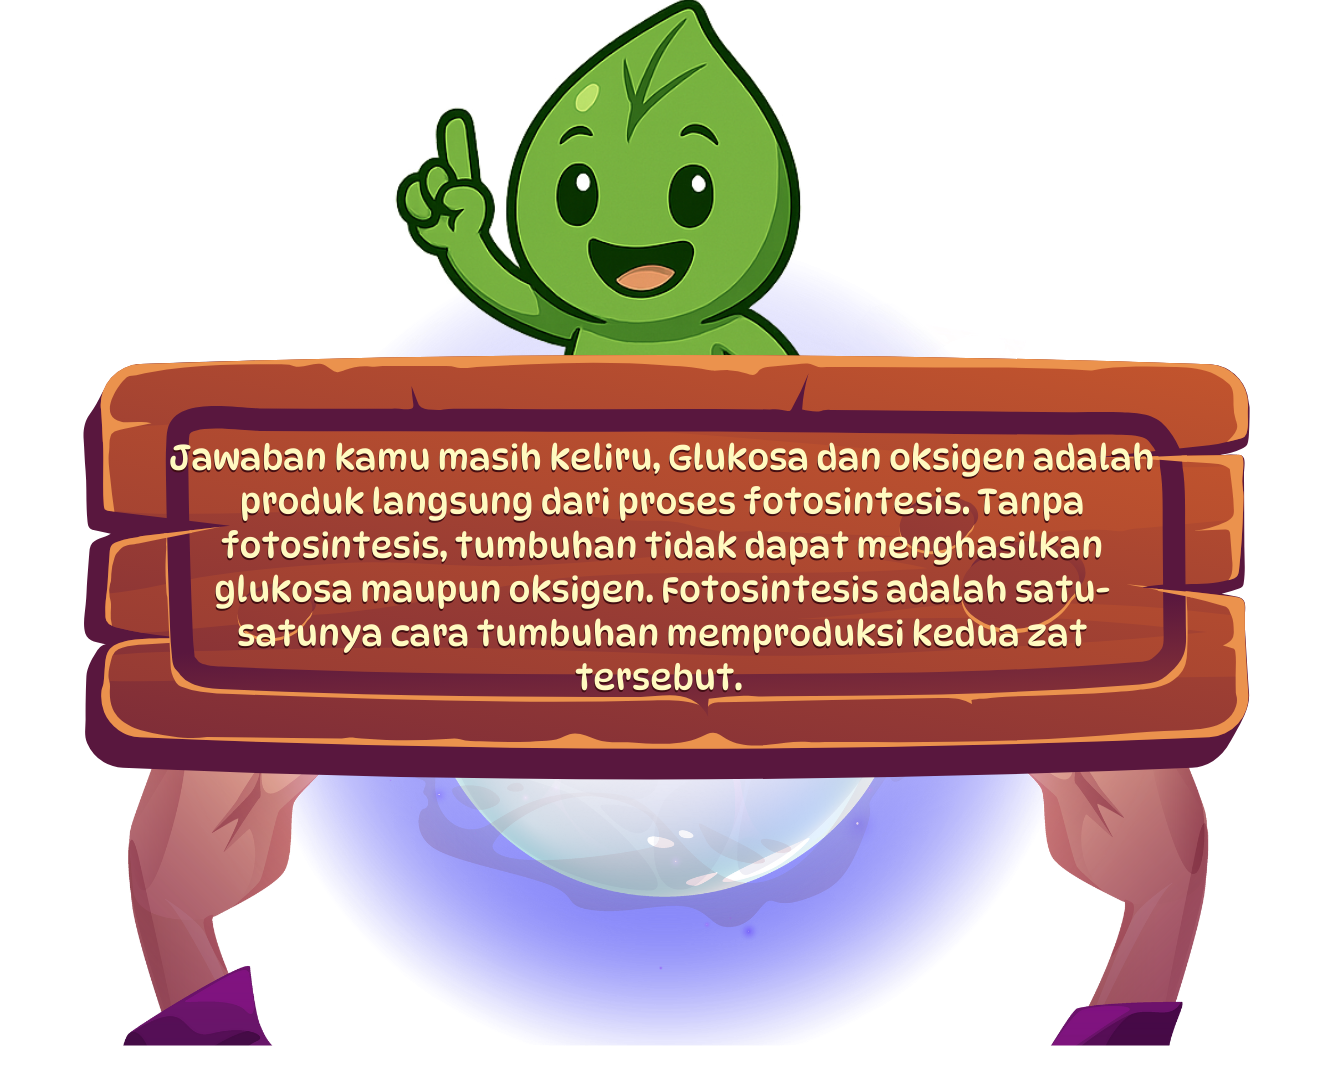 Jawaban kamu masih keliru, Glukosa dan oksigen adalah
produk langsung dari proses fotosintesis. Tanpa
fotosintesis, tumbuhan tidak dapat menghasilkan
glukosa maupun oksigen. Fotosintesis adalah satu-
satunya cara tumbuhan memproduksi kedua zat
tersebut.